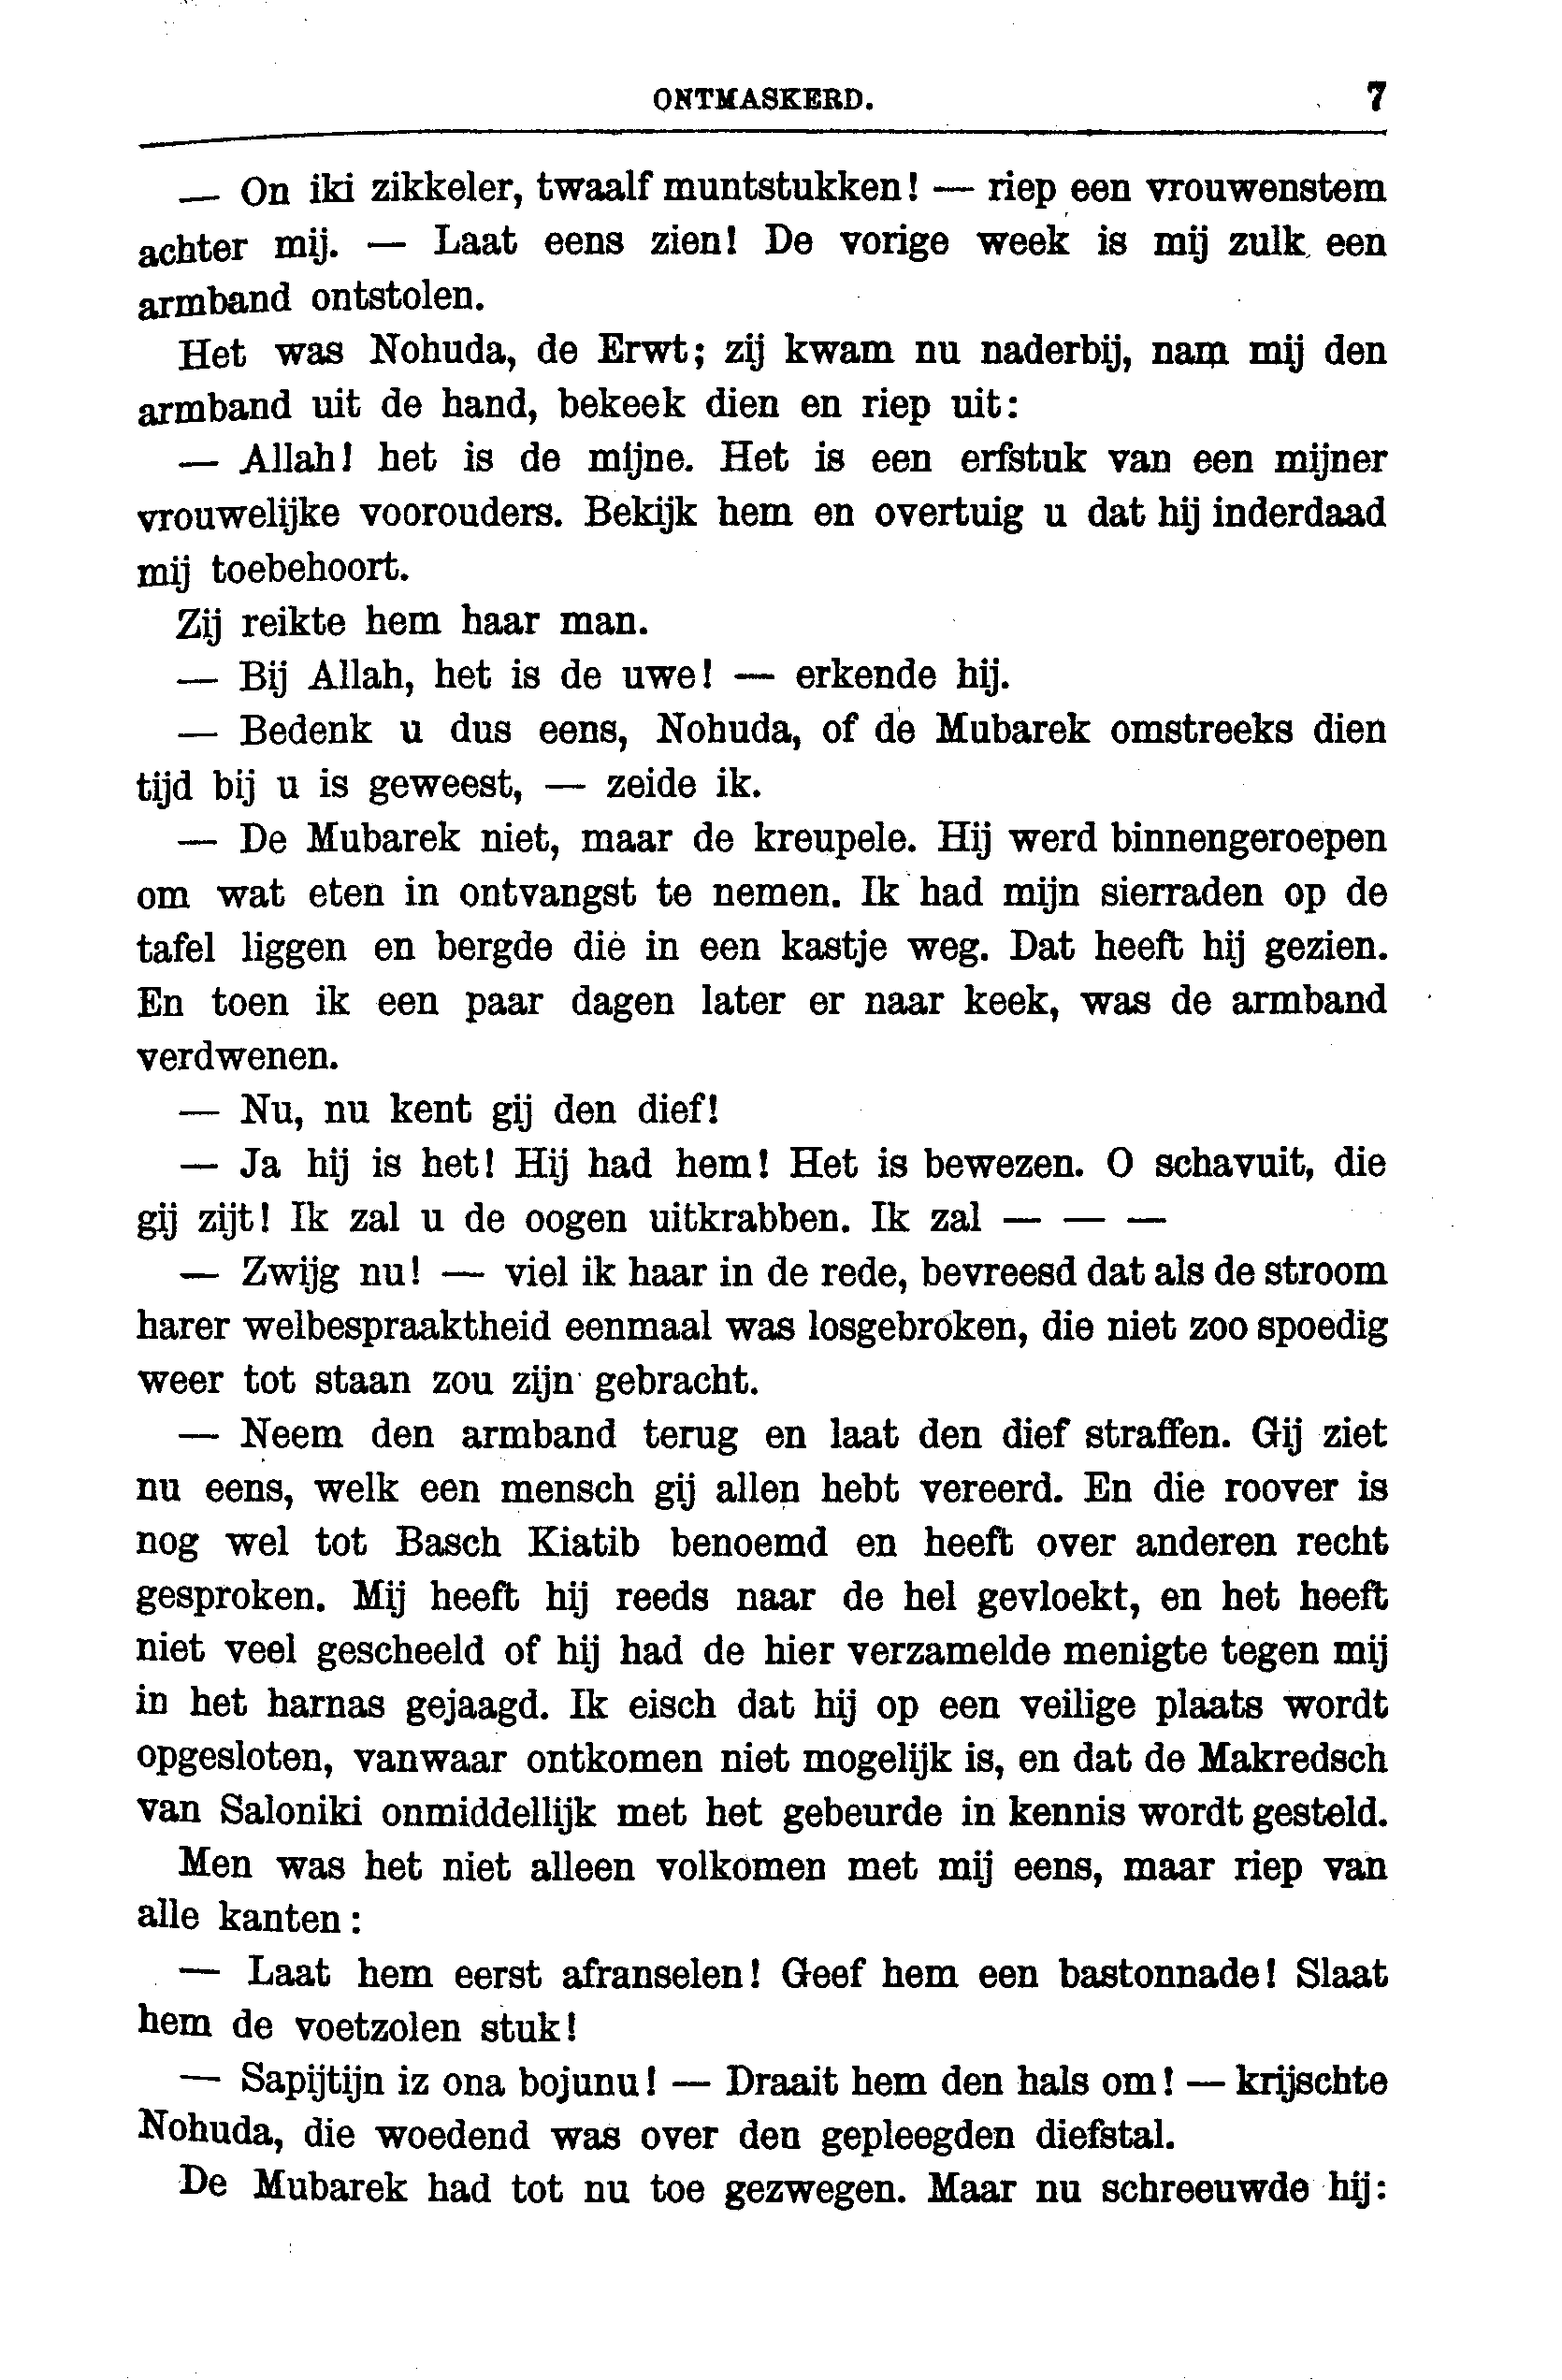 ONTMASKERD. 7
— On iki zikkeler, twaalf muntstukken! — riep een vrouwenstem
achter mij. — Laat eens zien! De vorige week is mij zulk een
armband ontstolen.
Het was Nohuda, de Erwt; zij kwam nu naderbij, nam mij den
armband uit de hand, bekeek dien en riep uit:
— Allah! het is de mijne. Het is een erfstuk van een mijner
vrouwelijke voorouders. Bekijk hem en overtuig u dat hij inderdaad
mij toebehoort.
Zij reikte hem haar man.
— Bij Allah, het is de uwe! — erkende hij.
— Bedenk u dus eens, Nohuda, of de Mubarek omstreeks dien
tijd bij u is geweest, — zeide ik.
— De Mubarek niet, maar de kreupele. Hij werd binnengeroepen
om wat eten in ontvangst te nemen. Ik had mijn sierraden op de
tafel liggen en bergde die in een kastje weg. Dat heeft hij gezien.
En toen ik een paar dagen later er naar keek, was de armband
verdwenen.
— Nu, nu kent gij den dief!
— Ja hij is het! Hij had hem! Het is bewezen. O schavuit, die
gij zijt! Ik zal u de oogen uitkrabben. Ik zal — — —
— Zwijg nu! — viel ik haar in de rede, bevreesd dat als de stroom
harer welbespraaktheid eenmaal was losgebroken, die niet zoo spoedig
weer tot staan zou zijn gebracht.
— Neem den armband terug en laat den dief straffen. Gij ziet
nu eens, welk een mensch gij allen hebt vereerd. En die roover is
nog wel tot Basch Kiatib benoemd en heeft over anderen recht
gesproken. Mij heeft hij reeds naar de hel gevloekt, en het heeft
niet veel gescheeld of hij had de hier verzamelde menigte tegen mij
in het harnas gejaagd. Ik eisch dat hij op een veilige plaats wordt
opgesloten, vanwaar ontkomen niet mogelijk is, en dat de Makredsch
van Saloniki onmiddellijk met het gebeurde in kennis wordt gesteld.
Men was het niet alleen volkomen met mij eens, maar riep van
alle kanten:
— Laat hem eerst afranselen! Geef hem een bastonnade! Slaat
hem de voetzolen stuk!
— Sapijtijn iz ona bojunu! — Draait hem den hals om! — krijschte
Nohuda, die woedend was over den gepleegden diefstal.
De Mubarek had tot nu toe gezwegen. Maar nu schreeuwde hij: